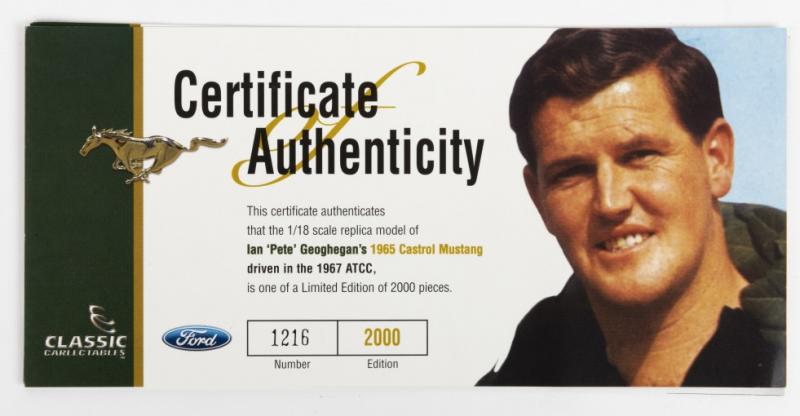 Certificate
of
Authenticity
This certificate authenticates
that the 1/18 scale replica model of
Ian 'Pete' Geoghegan's 1965 Castrol Mustang
driven in the 1967 ATCC,
is one of a Limited Edition of 2000 pieces.
CLASSIC
CARLECTABLES™
Ford
1216
2000
Number
Edition